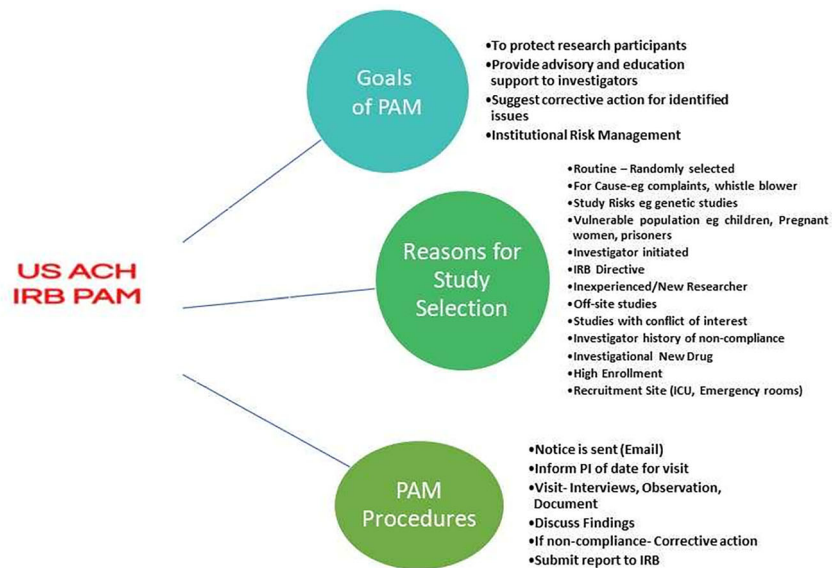 US ACH
IRB PAM
Goals
of PAM
•To protect research participants
•Provide advisory and education
support to investigators
•Suggest corrective action for identified
issues
•Institutional Risk Management
Reasons for
Study
Selection
•Routine – Randomly selected
•For Cause-eg complaints, whistle blower
•Study Risks eg genetic studies
•Vulnerable population eg children, Pregnant
women, prisoners
•Investigator initiated
•IRB Directive
•Inexperienced/New Researcher
•Off-site studies
•Studies with conflict of interest
•Investigator history of non-compliance
•Investigational New Drug
•High Enrollment
•Recruitment Site (ICU, Emergency rooms)
PAM
Procedures
•Notice is sent (Email)
•Inform PI of date for visit
•Visit- Interviews, Observation,
Document
•Discuss Findings
•If non-compliance- Corrective action
•Submit report to IRB